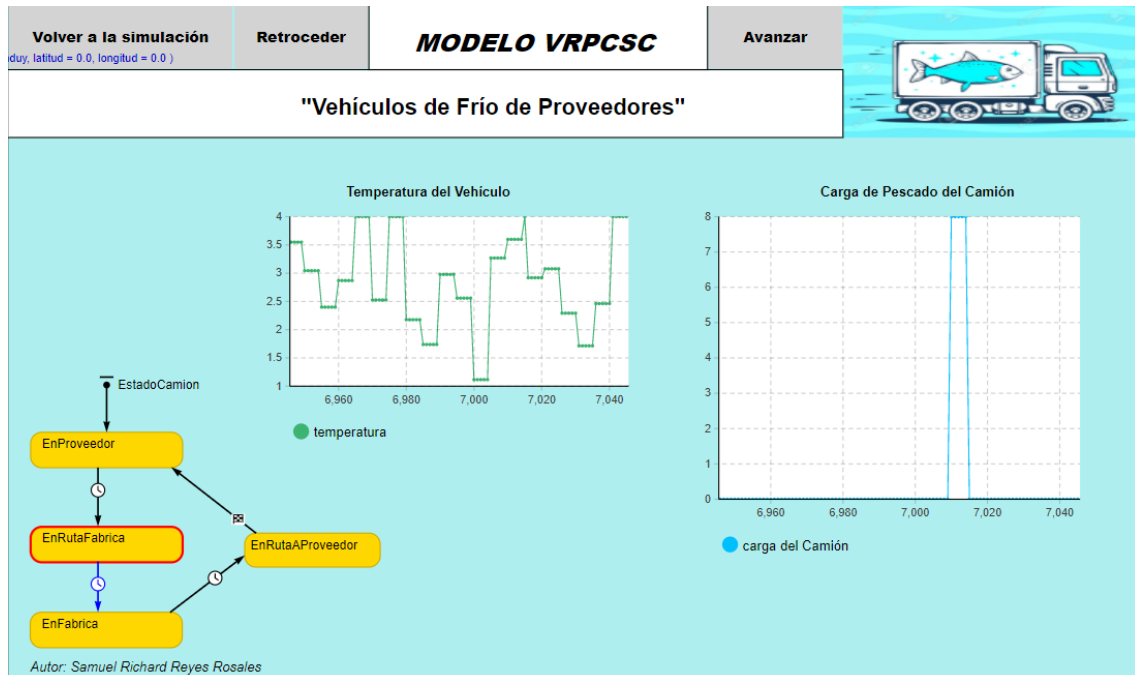 Volver a la simulación
Retroceder
MODELO VRPCSC
Avanzar
duy, latitud = 0.0, longitud = 0.0 )
"Vehículos de Frío de Proveedores"
Temperatura del Vehículo
4
3.5
3
2.5
2
1.5
1
6,960
6,980
7,000
7,020
7,040
temperatura
Carga de Pescado del Camión
8
7
6
5
4
3
2
1
0
6,960
6,980
7,000
7,020
7,040
carga del Camión
EstadoCamion
EnProveedor
EnRutaFabrica
EnRutaAProveedor
EnFabrica
Autor: Samuel Richard Reyes Rosales